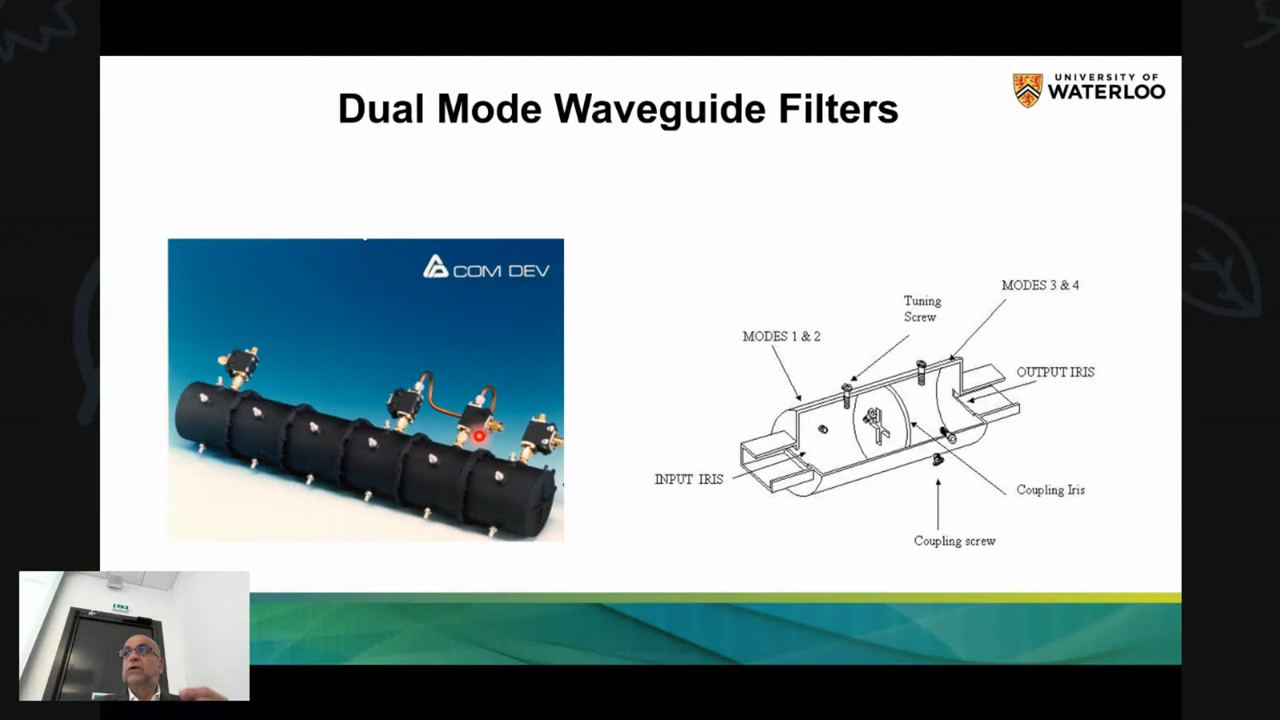 UNIVERSITY OF
WATERLOO
Dual Mode Waveguide Filters
COM DEV
MODES 3 & 4
Tuning
Screw
MODES 1 & 2
OUTPUT IRIS
INPUT IRIS
Coupling Iris
Coupling screw